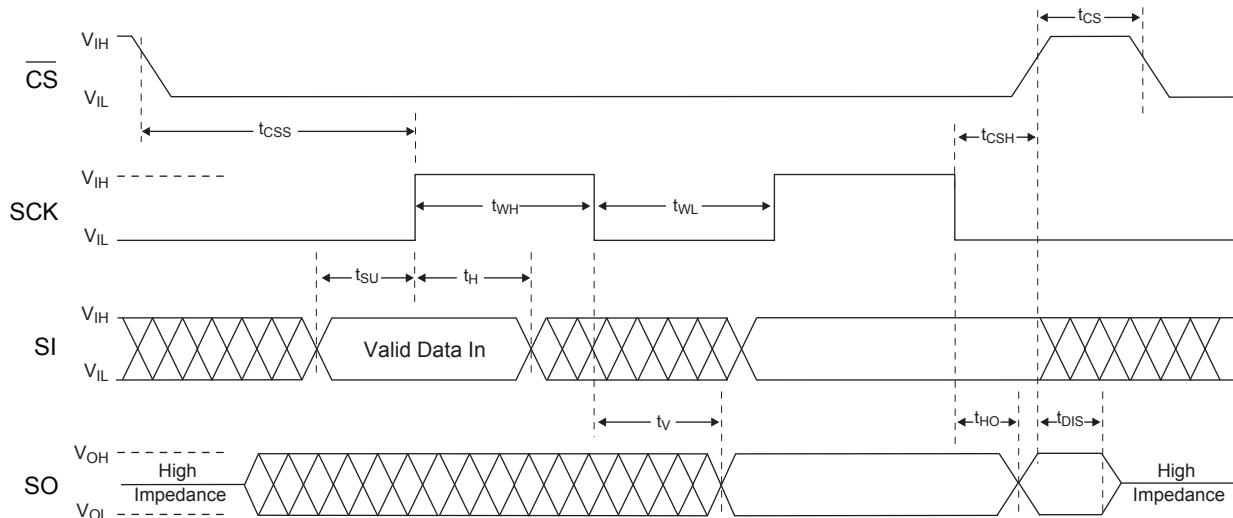 tCS
VIH
CS
VIL
tCSS
tCSH
VIH
SCK
tWH
tWL
VIL
tSU
tH
VIH
SI
Valid Data In
VIL
tV
tHO
tDIS
VOH
High
Impedance
SO
High
Impedance
VOL